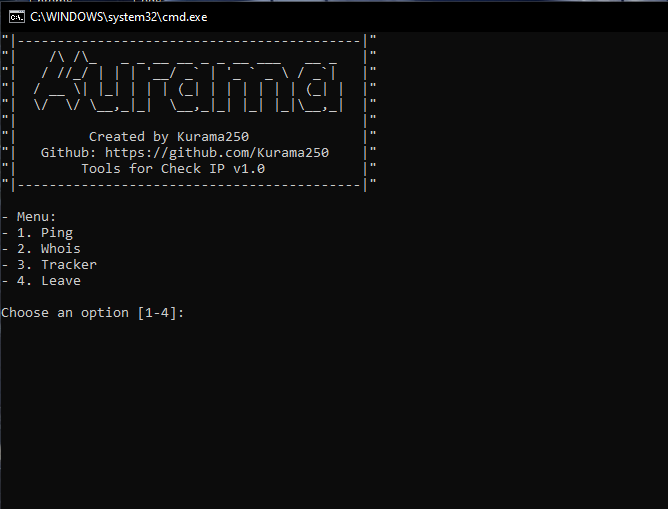 C:\WINDOWS\system32\cmd.exe
"|-------------------------------------------|"
Kurama
Created by Kurama250
Github: https://github.com/Kurama250
Tools for Check IP v1.0
"|-------------------------------------------|"
- Menu:
- 1. Ping
- 2. Whois
- 3. Tracker
- 4. Leave
Choose an option [1-4]: